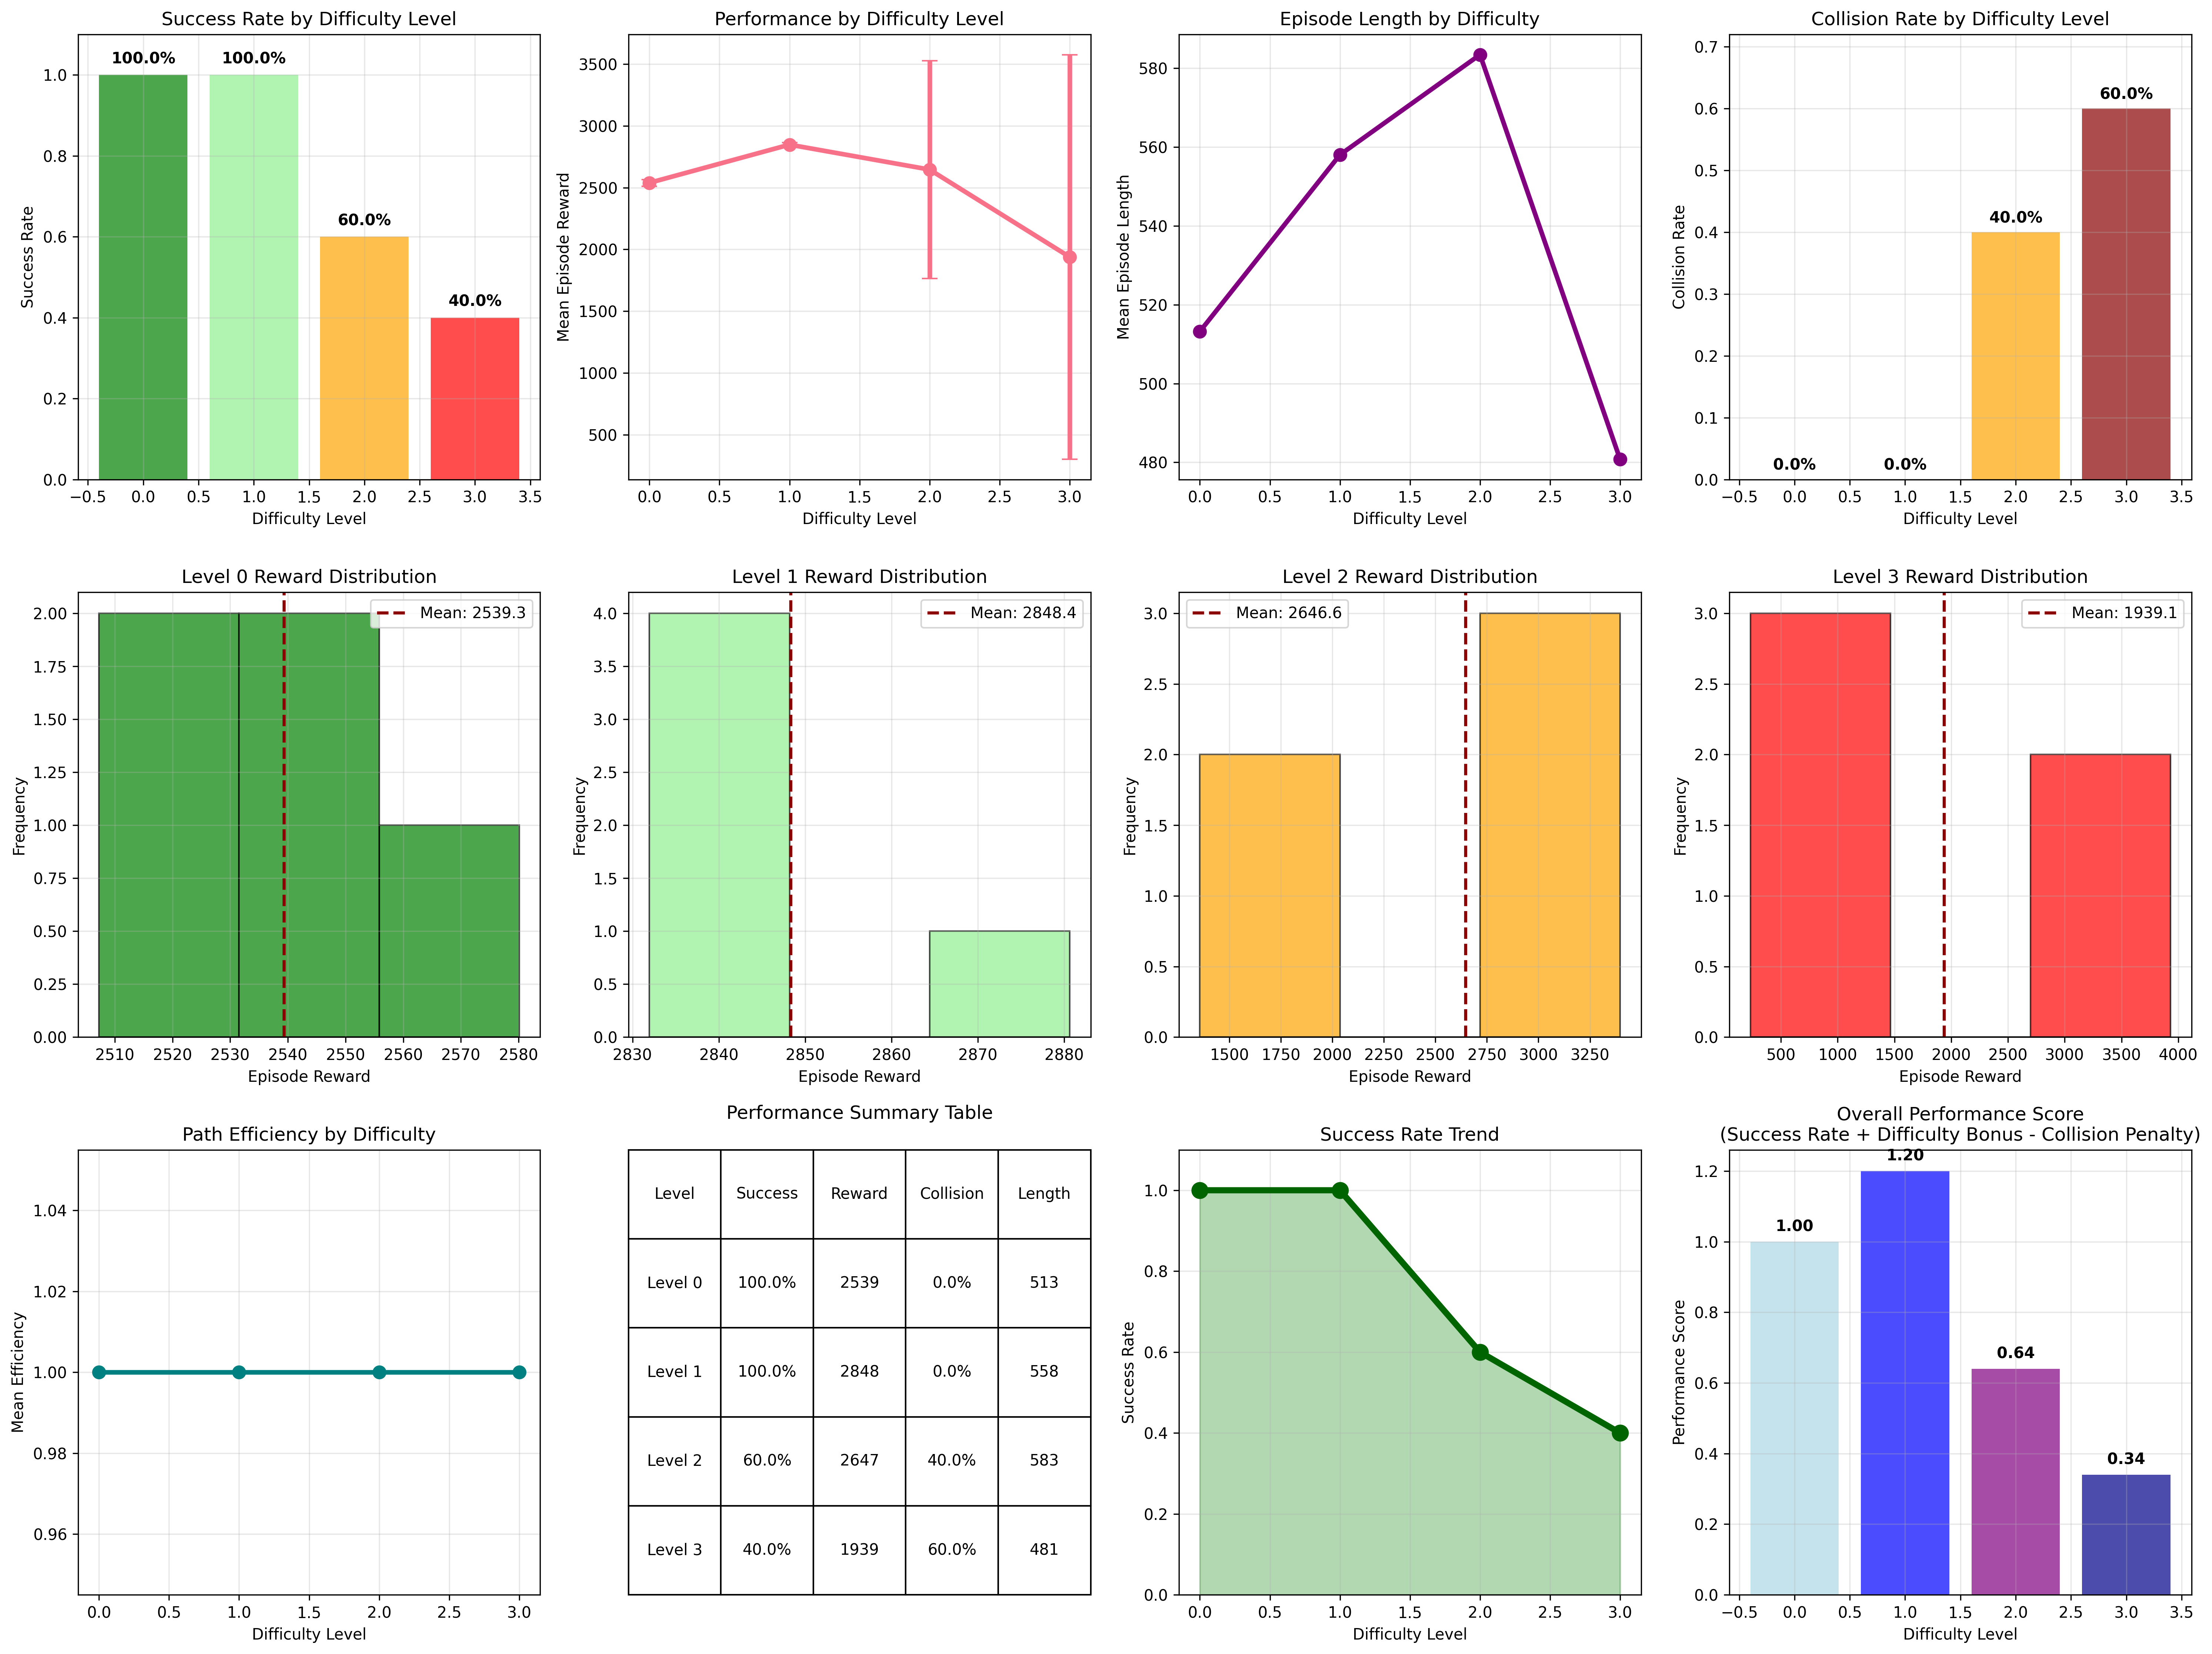 Success Rate by Difficulty Level
100.0%
100.0%
60.0%
40.0%
Success Rate
1.0
0.8
0.6
0.4
0.2
0.0
−0.5 0.0 0.5 1.0 1.5 2.0 2.5 3.0 3.5
Difficulty Level
Performance by Difficulty Level
Mean Episode Reward
3500
3000
2500
2000
1500
1000
500
0.0 0.5 1.0 1.5 2.0 2.5 3.0
Difficulty Level
Episode Length by Difficulty
Mean Episode Length
580
560
540
520
500
480
0.0 0.5 1.0 1.5 2.0 2.5 3.0
Difficulty Level
Collision Rate by Difficulty Level
0.0%
0.0%
40.0%
60.0%
Collision Rate
0.7
0.6
0.5
0.4
0.3
0.2
0.1
0.0
−0.5 0.0 0.5 1.0 1.5 2.0 2.5 3.0 3.5
Difficulty Level
Level 0 Reward Distribution
Mean: 2539.3
Frequency
2.00
1.75
1.50
1.25
1.00
0.75
0.50
0.25
0.00
2510 2520 2530 2540 2550 2560 2570 2580
Episode Reward
Level 1 Reward Distribution
Mean: 2848.4
Frequency
4.0
3.5
3.0
2.5
2.0
1.5
1.0
0.5
0.0
2830 2840 2850 2860 2870 2880
Episode Reward
Level 2 Reward Distribution
Mean: 2646.6
Frequency
3.0
2.5
2.0
1.5
1.0
0.5
0.0
1500 1750 2000 2250 2500 2750 3000 3250
Episode Reward
Level 3 Reward Distribution
Mean: 1939.1
Frequency
3.0
2.5
2.0
1.5
1.0
0.5
0.0
500 1000 1500 2000 2500 3000 3500 4000
Episode Reward
Path Efficiency by Difficulty
Mean Efficiency
1.04
1.02
1.00
0.98
0.96
0.0 0.5 1.0 1.5 2.0 2.5 3.0
Difficulty Level
Performance Summary Table
Level Success Reward Collision Length
Level 0 100.0% 2539 0.0% 513
Level 1 100.0% 2848 0.0% 558
Level 2 60.0% 2647 40.0% 583
Level 3 40.0% 1939 60.0% 481
Success Rate Trend
Success Rate
1.0
0.8
0.6
0.4
0.2
0.0
0.0 0.5 1.0 1.5 2.0 2.5 3.0
Difficulty Level
Overall Performance Score
(Success Rate + Difficulty Bonus - Collision Penalty)
1.00
1.20
0.64
0.34
Performance Score
1.2
1.0
0.8
0.6
0.4
0.2
0.0
−0.5 0.0 0.5 1.0 1.5 2.0 2.5 3.0 3.5
Difficulty Level